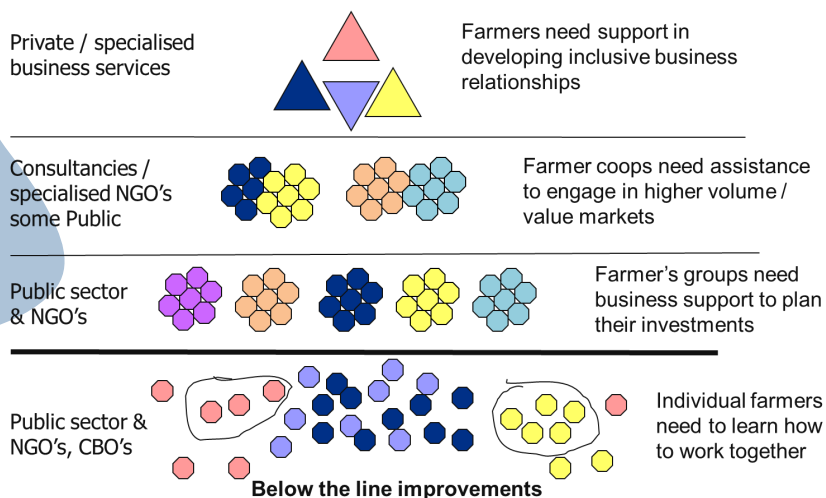 Private / specialised
business services
Farmers need support in
developing inclusive business
relationships
Consultancies /
specialised NGO's
some Public
Farmer coops need assistance
to engage in higher volume /
value markets
Public sector
& NGO's
Farmer's groups need
business support to plan
their investments
Public sector &
NGO's, CBO's
Individual farmers
need to learn how
to work together
Below the line improvements